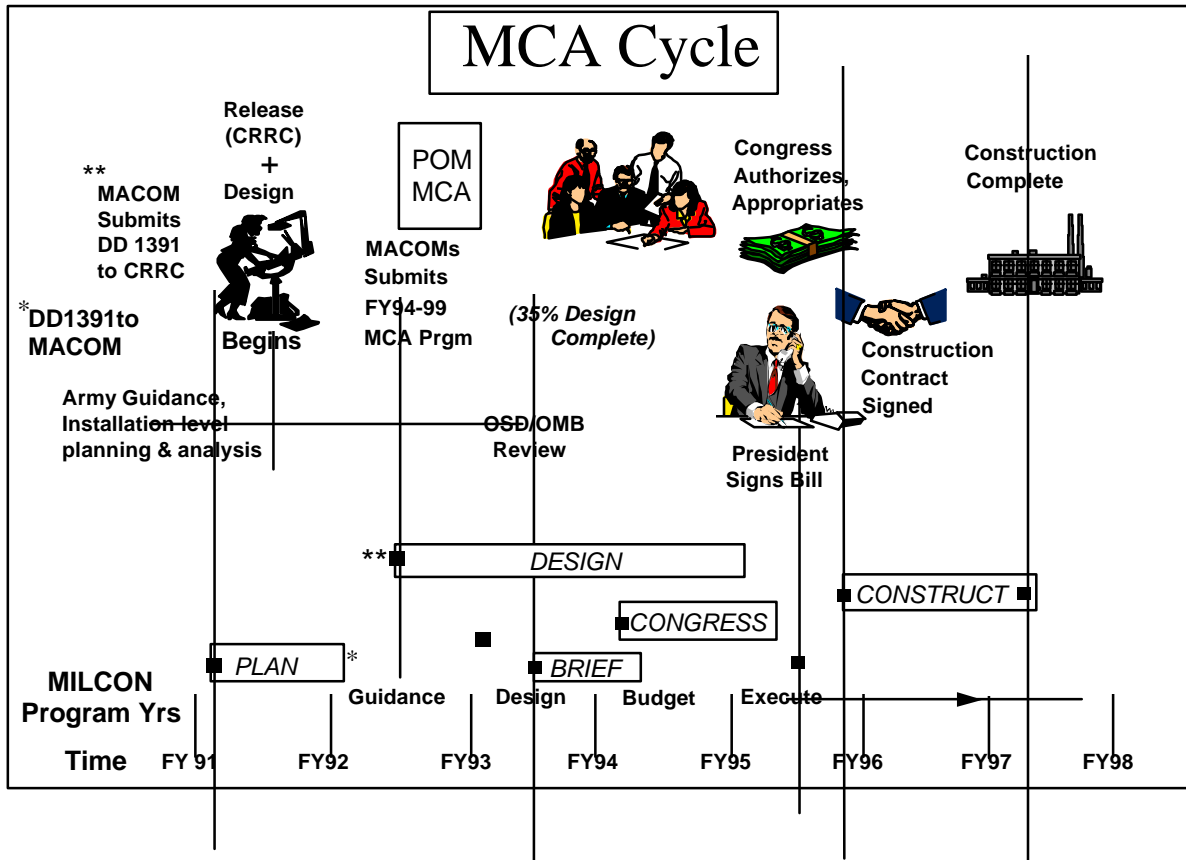 MCA Cycle
Release
(CRRC)
+
Design
Begins
**
MACOM
Submits
DD 1391
to CRRC
*DD1391to
MACOM
Army Guidance,
Installation level
planning & analysis
POM
MCA
MACOMs
Submits
FY94-99
MCA Prgm
(35% Design
Complete)
OSD/OMB
Review
Congress
Authorizes,
Appropriates
President
Signs Bill
Construction
Contract
Signed
Construction
Complete
** DESIGN
CONSTRUCT
CONGRESS
PLAN *
BRIEF
MILCON
Program Yrs
Guidance Design Budget Execute
Time FY 91 FY92 FY93 FY94 FY95 FY96 FY97 FY98